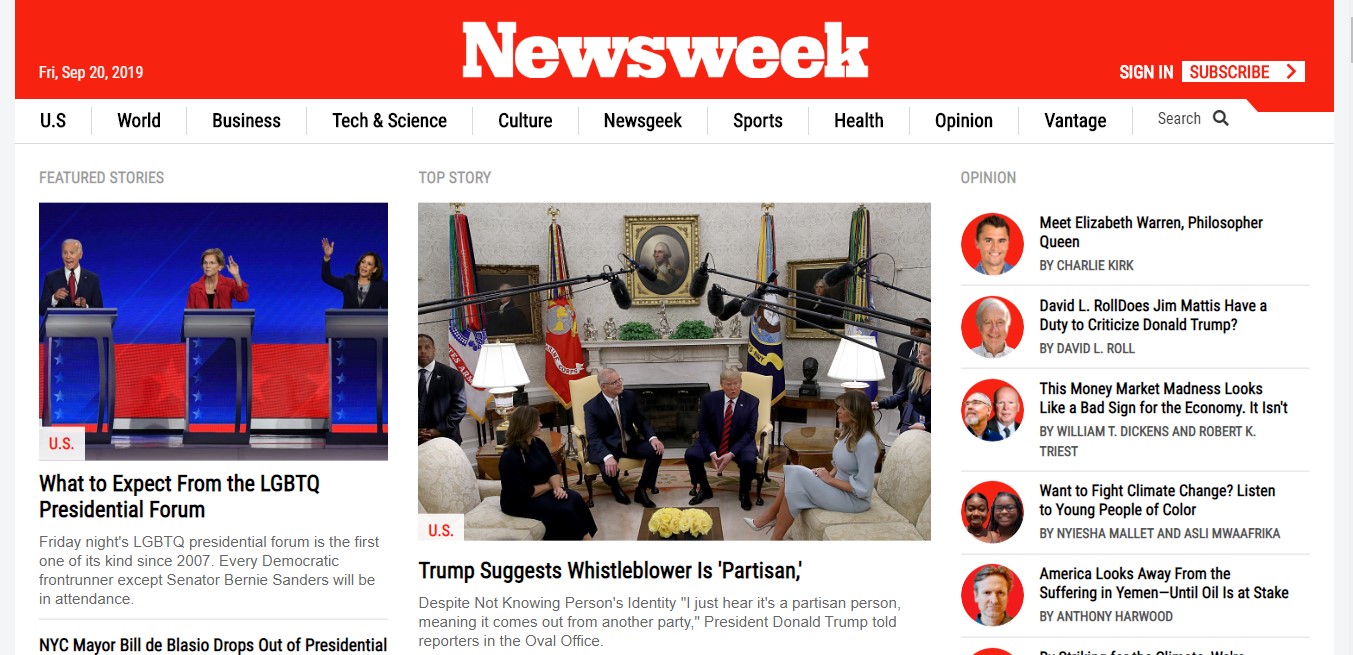 Newsweek
Fri, Sep 20, 2019
SIGN IN SUBSCRIBE
U.S World Business Tech & Science Culture Newsgeek Sports Health Opinion Vantage Search
FEATURED STORIES
U.S.
What to Expect From the LGBTQ
Presidential Forum
Friday night's LGBTQ presidential forum is the first
one of its kind since 2007. Every Democratic
frontrunner except Senator Bernie Sanders will be
in attendance.
NYC Mayor Bill de Blasio Drops Out of Presidential
TOP STORY
U.S.
Trump Suggests Whistleblower Is 'Partisan,'
Despite Not Knowing Person's Identity "I just hear it's a partisan person,
meaning it comes out from another party," President Donald Trump told
reporters in the Oval Office.
OPINION
Meet Elizabeth Warren, Philosopher
Queen
BY CHARLIE KIRK
David L. RollDoes Jim Mattis Have a
Duty to Criticize Donald Trump?
BY DAVID L. ROLL
This Money Market Madness Looks
Like a Bad Sign for the Economy. It Isn't
BY WILLIAM T. DICKENS AND ROBERT K.
TRIEST
Want to Fight Climate Change? Listen
to Young People of Color
BY NYIESHA MALLET AND ASLI MWAAFRIKA
America Looks Away From the
Suffering in Yemen—Until Oil Is at Stake
BY ANTHONY HARWOOD